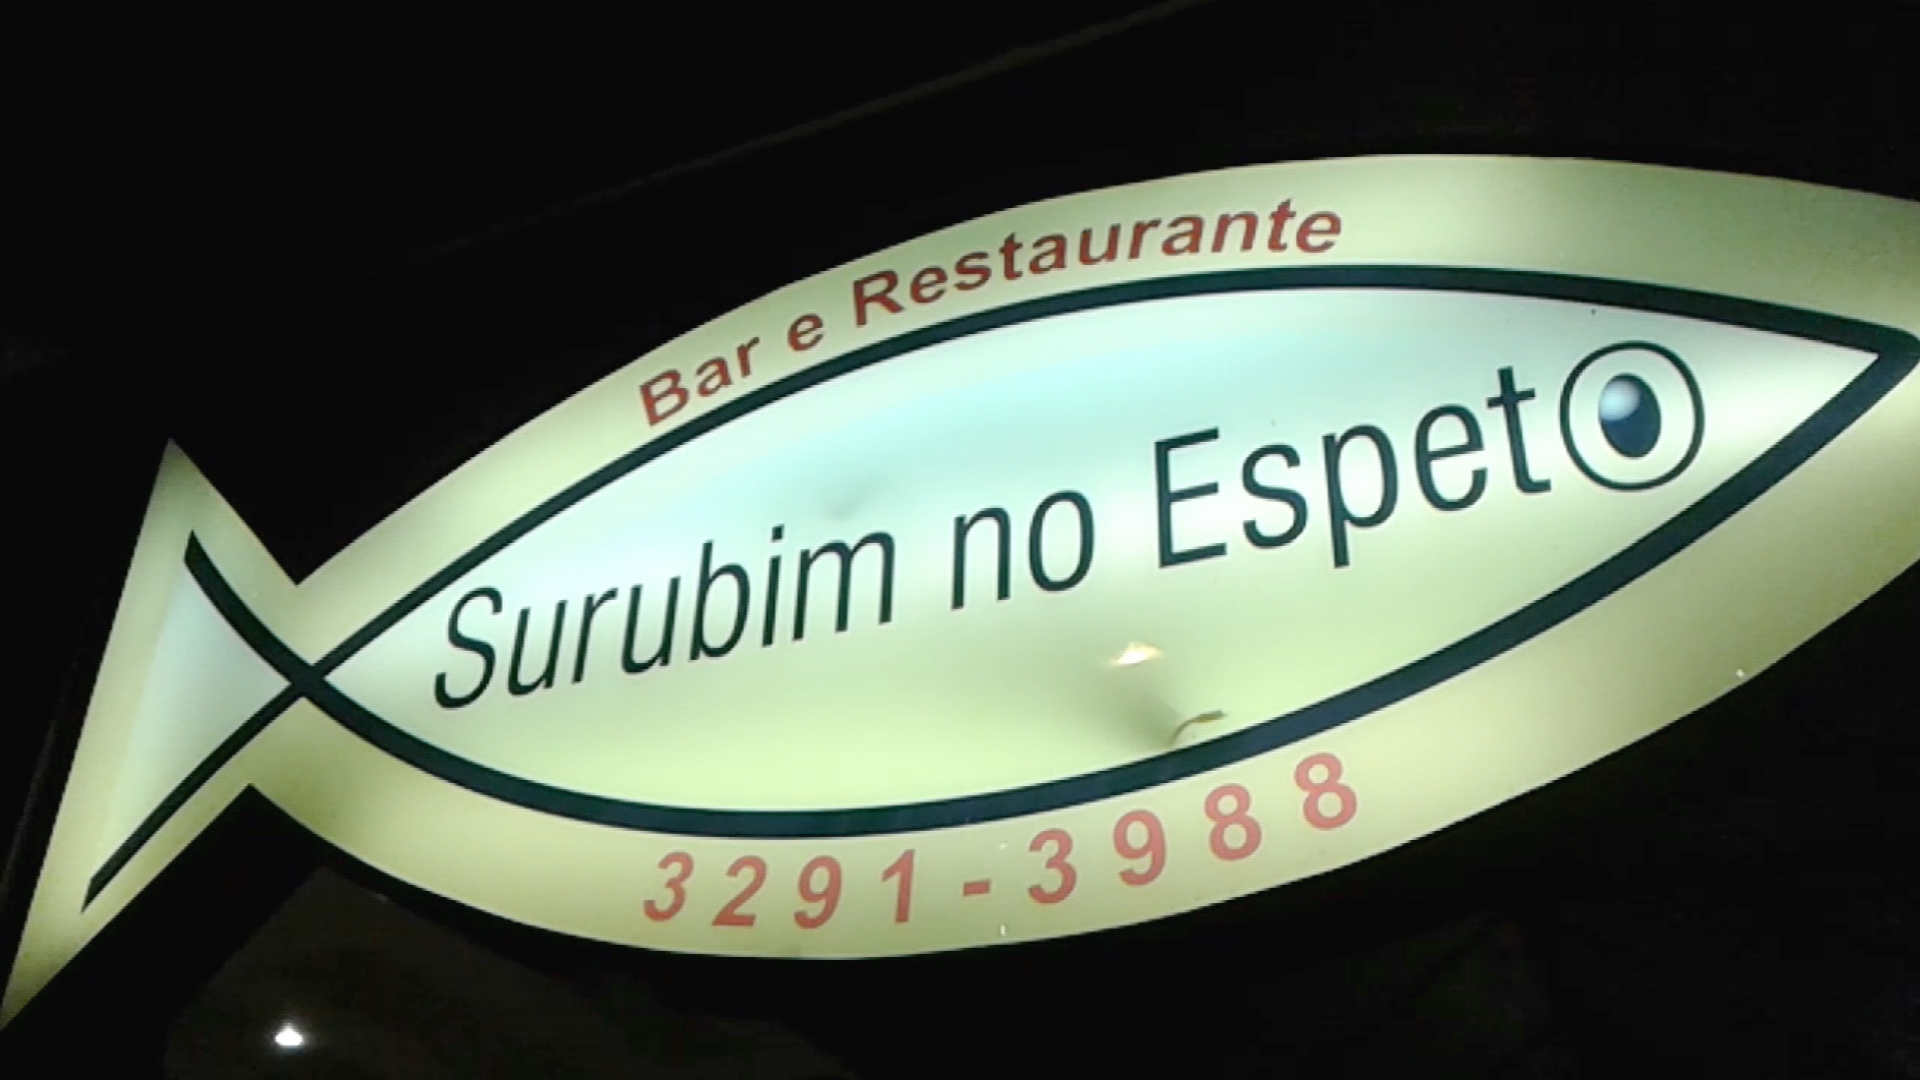 Bar e Restaurante
Surubim no Espeto
3291-3988